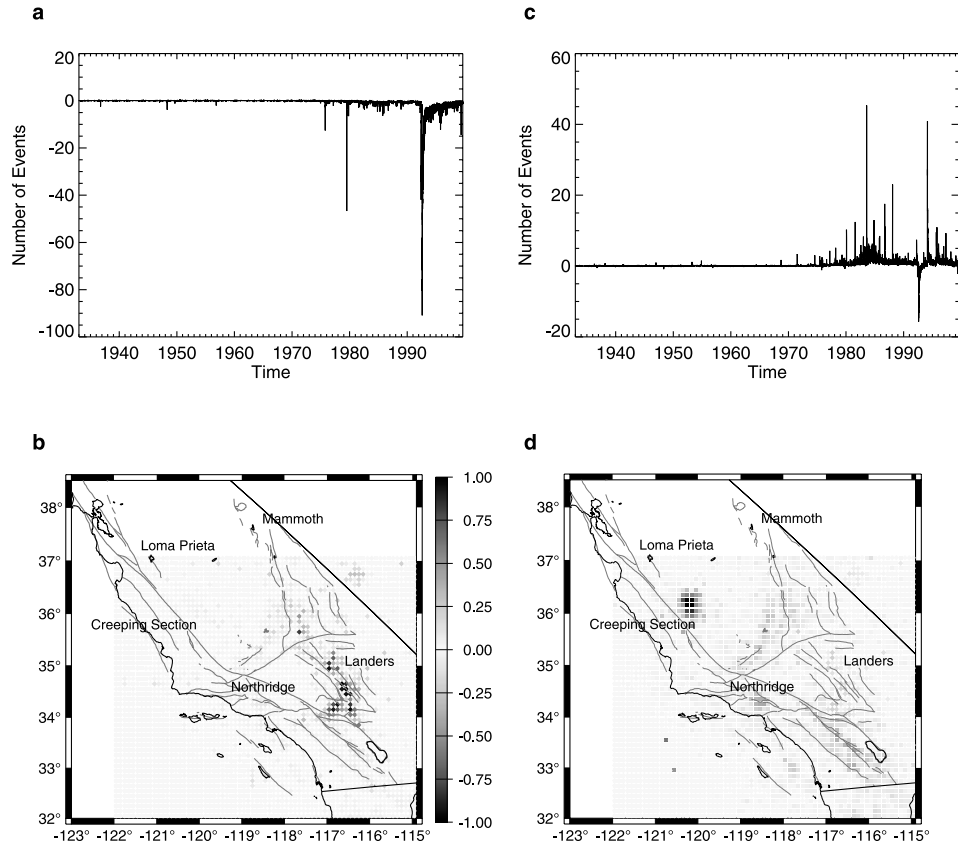 a
c
20
0
-20
-40
-60
-80
-100
Number of Events
1940 1950 1960 1970 1980 1990
Time
60
40
20
0
-20
Number of Events
1940 1950 1960 1970 1980 1990
Time
b
d
38°
37°
36°
35°
34°
33°
32°
Mammoth
Loma Prieta
Creeping Section
Landers
Northridge
-123 -122° -121° -120° -119° -118° -117° -116° -115°
1.00
0.75
0.50
0.25
0.00
-0.25
-0.50
-0.75
-1.00
38°
37°
36°
35°
34°
33°
32°
Mammoth
Loma Prieta
Creeping Section
Landers
Northridge
-123 -122° -121° -120° -119° -118° -117° -116° -115°